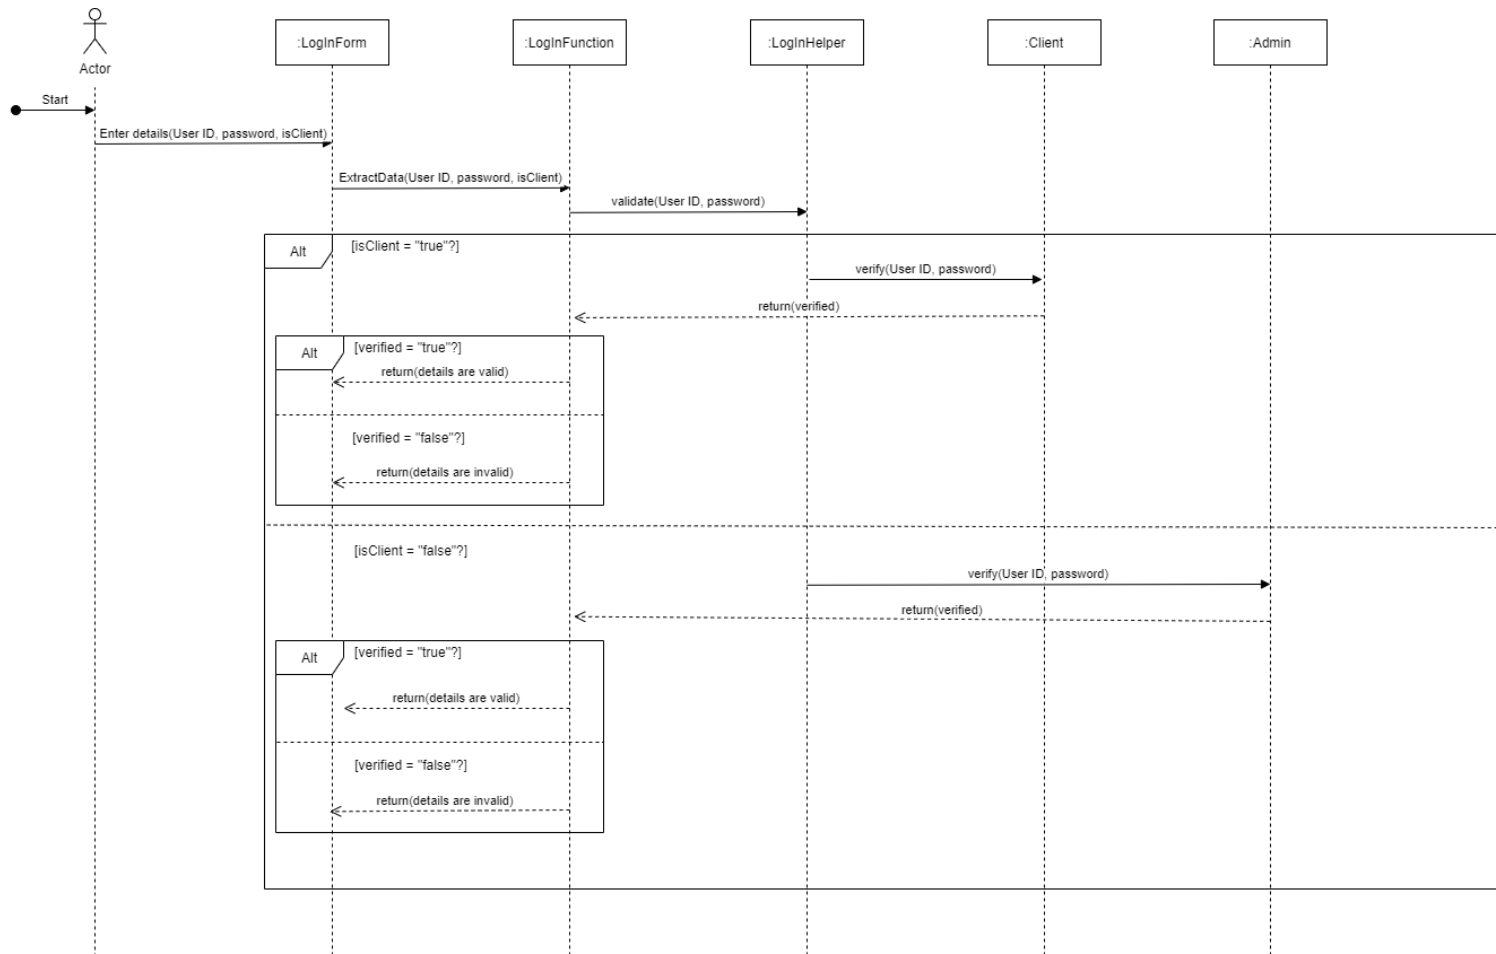 :LogInForm
:LogInFunction
:LogInHelper
:Client
:Admin
Actor
Start
Enter details(User ID, password, isClient)
ExtractData(User ID, password, isClient)
validate(User ID, password)
Alt
[isClient = "true"?]
verify(User ID, password)
return(verified)
Alt
[verified = "true"?]
return(details are valid)
[verified = "false"?]
return(details are invalid)
[isClient = "false"?]
verify(User ID, password)
return(verified)
Alt
[verified = "true"?]
return(details are valid)
[verified = "false"?]
return(details are invalid)